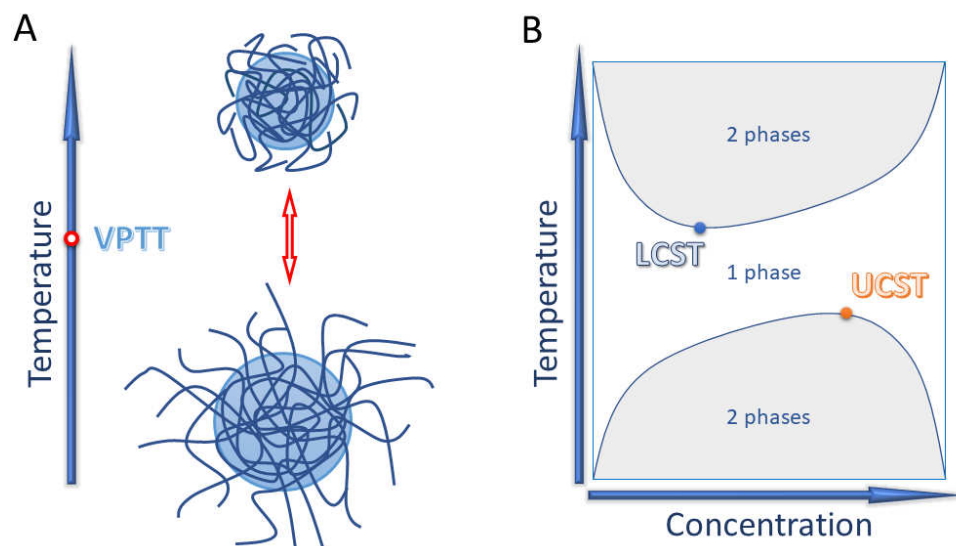 A
Temperature
VPTT
B
Temperature
2 phases
LCST
1 phase
UCST
2 phases
Concentration